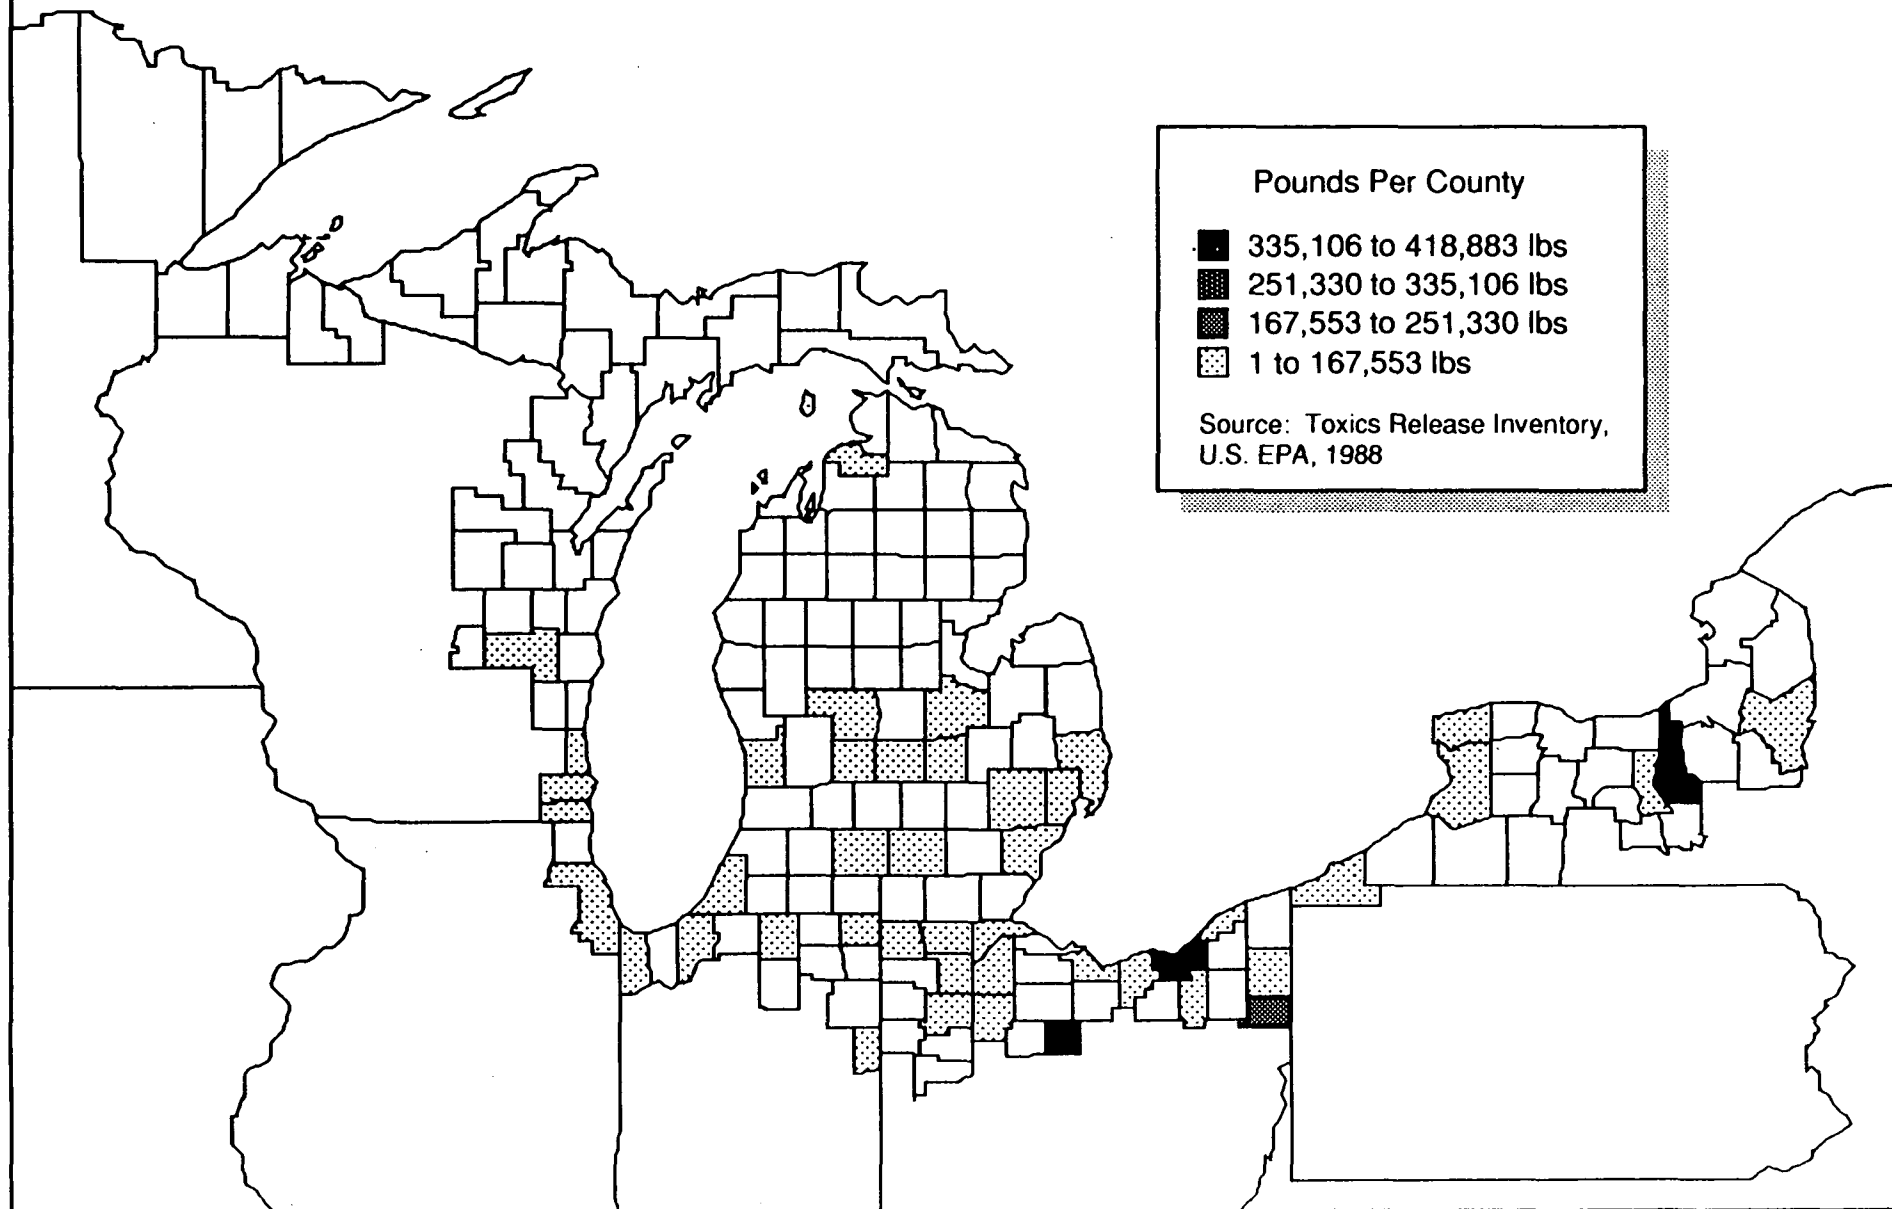 Pounds Per County
335,106 to 418,883 lbs
251,330 to 335,106 lbs
167,553 to 251,330 lbs
1 to 167,553 lbs
Source: Toxics Release Inventory,
U.S. EPA, 1988